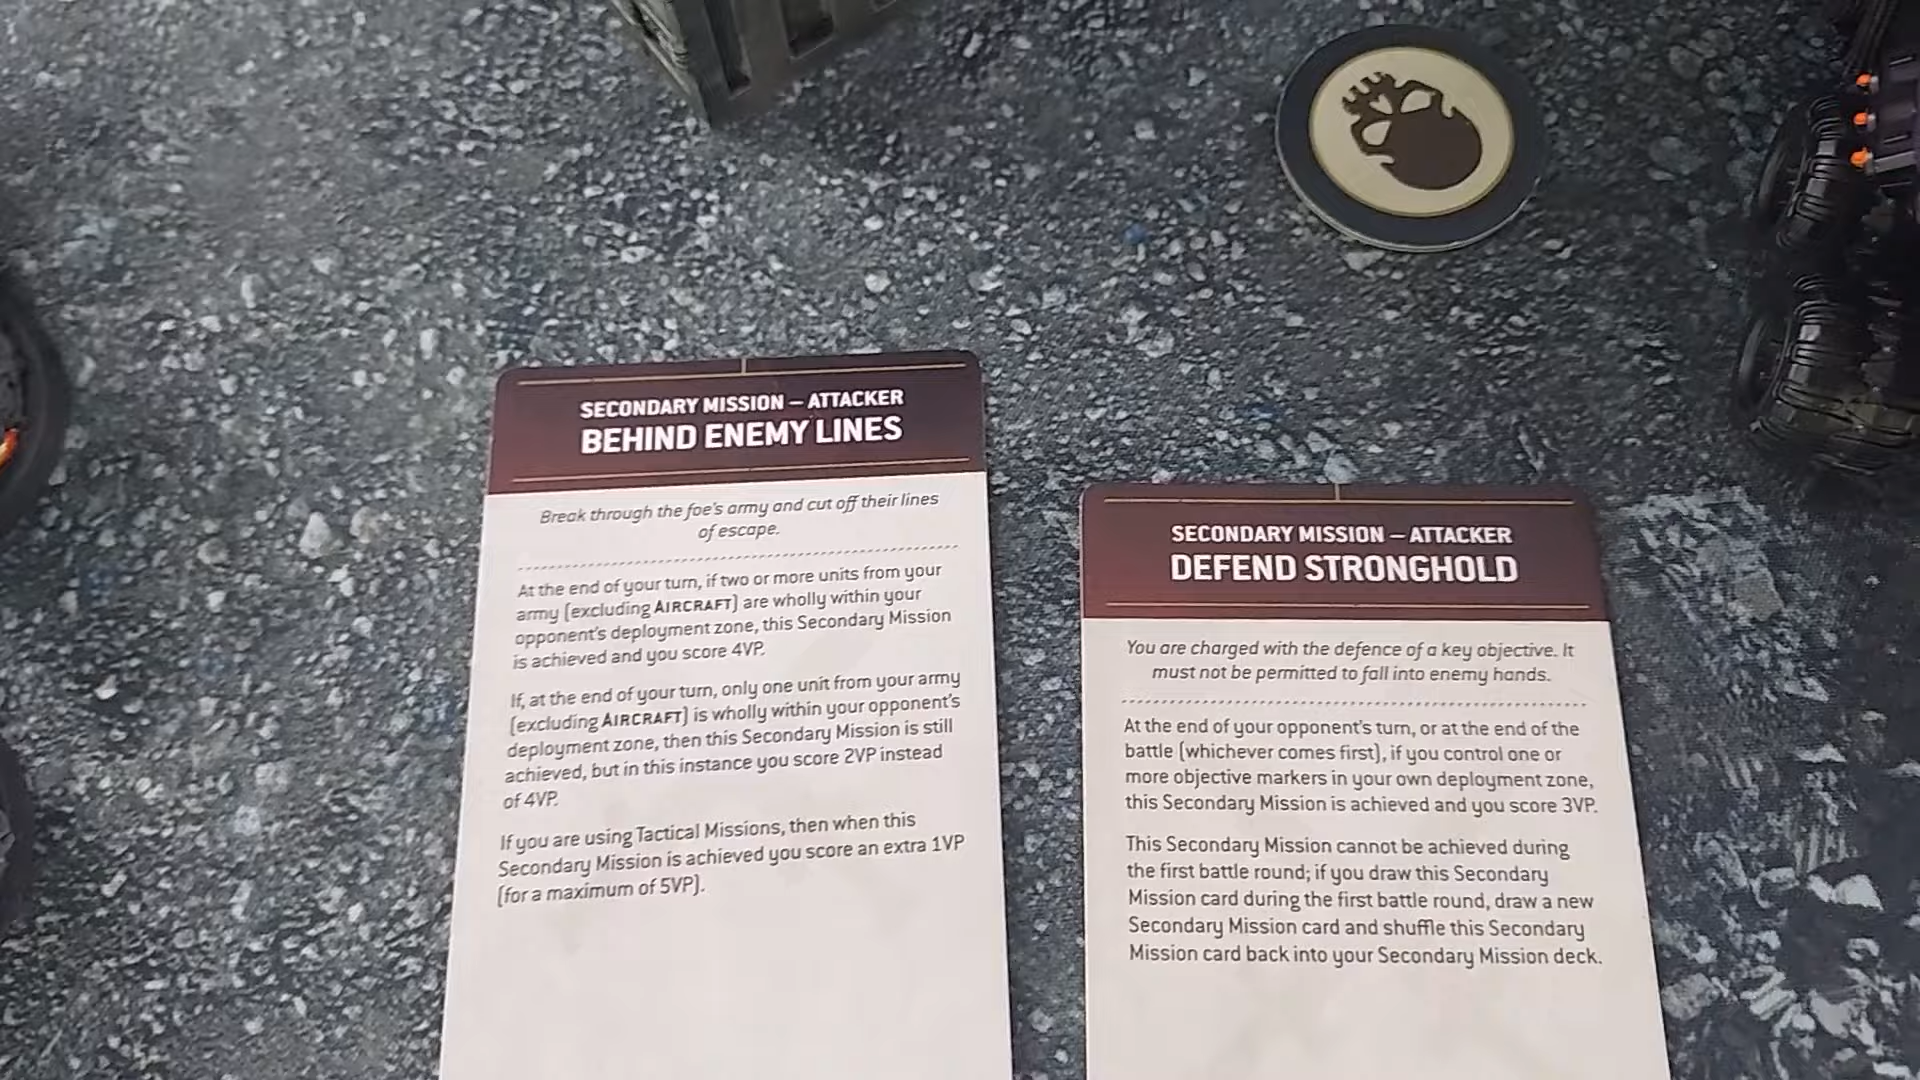 SECONDARY MISSION – ATTACKER
BEHIND ENEMY LINES
Break through the foe's army and cut off their lines
of escape.
At the end of your turn, if two or more units from your
army (excluding AIRCRAFT) are wholly within your
opponent's deployment zone, this Secondary Mission
is achieved and you score 4VP.
If, at the end of your turn, only one unit from your army
(excluding AIRCRAFT) is wholly within your opponent's
deployment zone, then this Secondary Mission is still
achieved, but in this instance you score 2VP instead
of 4VP.
If you are using Tactical Missions, then when this
Secondary Mission is achieved you score an extra 1VP
(for a maximum of 5VP).
SECONDARY MISSION – ATTACKER
DEFEND STRONGHOLD
You are charged with the defence of a key objective. It
must not be permitted to fall into enemy hands.
At the end of your opponent's turn, or at the end of the
battle (whichever comes first), if you control one or
more objective markers in your own deployment zone,
this Secondary Mission is achieved and you score 3VP.
This Secondary Mission cannot be achieved during
the first battle round; if you draw this Secondary
Mission card during the first battle round, draw a new
Secondary Mission card and shuffle this Secondary
Mission card back into your Secondary Mission deck.